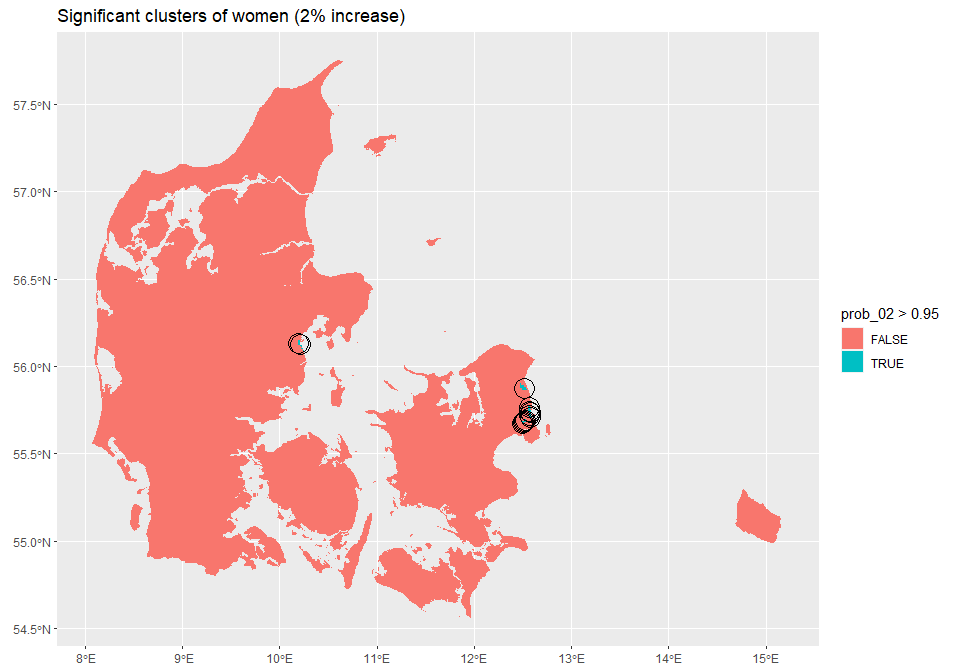 Significant clusters of women (2% increase)
57.5°N
57.0°N
56.5°N
56.0°N
55.5°N
55.0°N
54.5°N
8°E 9°E 10°E 11°E 12°E 13°E 14°E 15°E
prob_02 > 0.95
FALSE
TRUE